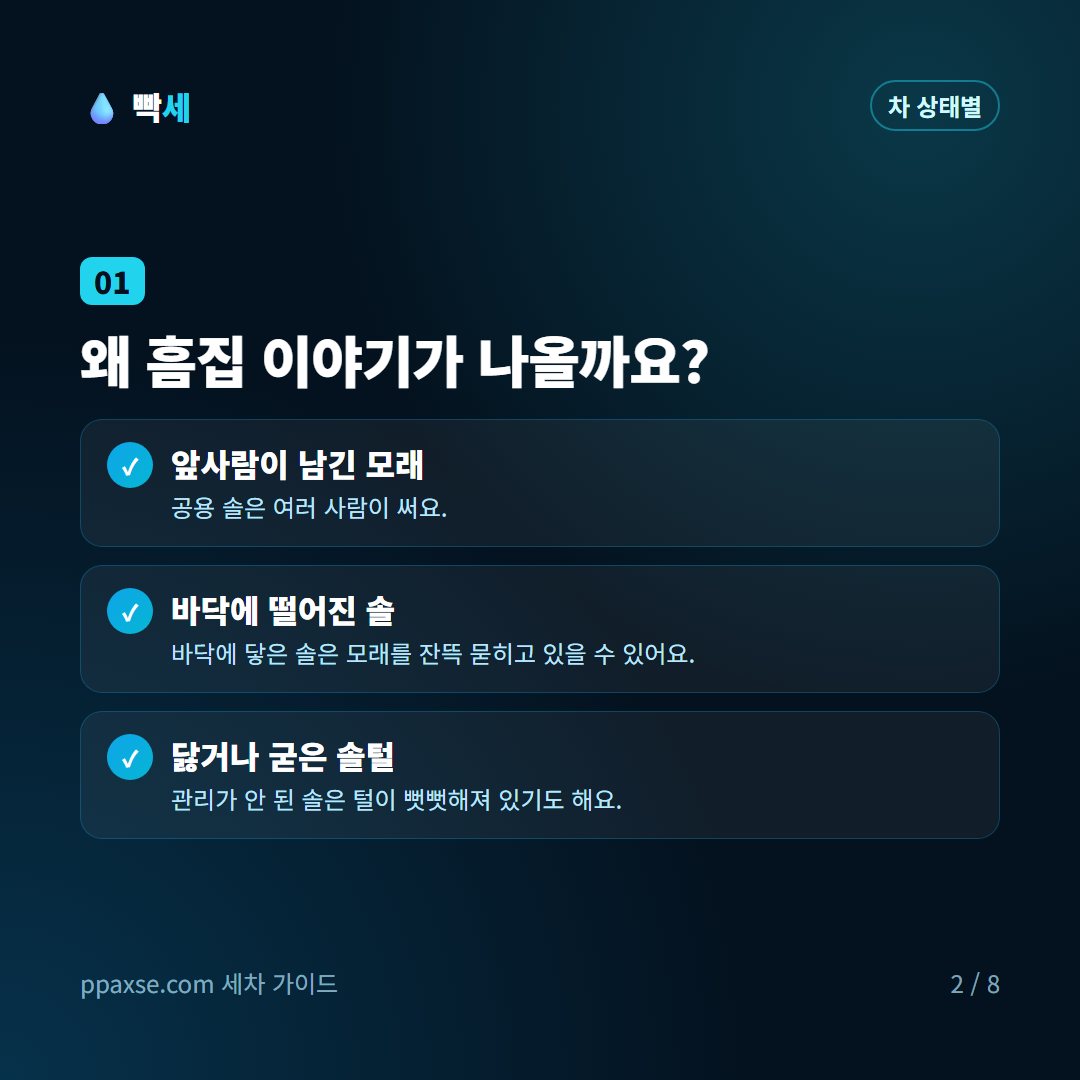 빡세
차 상태별
01
왜 흠집 이야기가 나올까요?
앞사람이 남긴 모래
공용 솔은 여러 사람이 써요.
바닥에 떨어진 솔
바닥에 닿은 솔은 모래를 잔뜩 묻히고 있을 수 있어요.
닳거나 굳은 솔털
관리가 안 된 솔은 털이 뻣뻣해져 있기도 해요.
ppaxse.com 세차 가이드
2 / 8